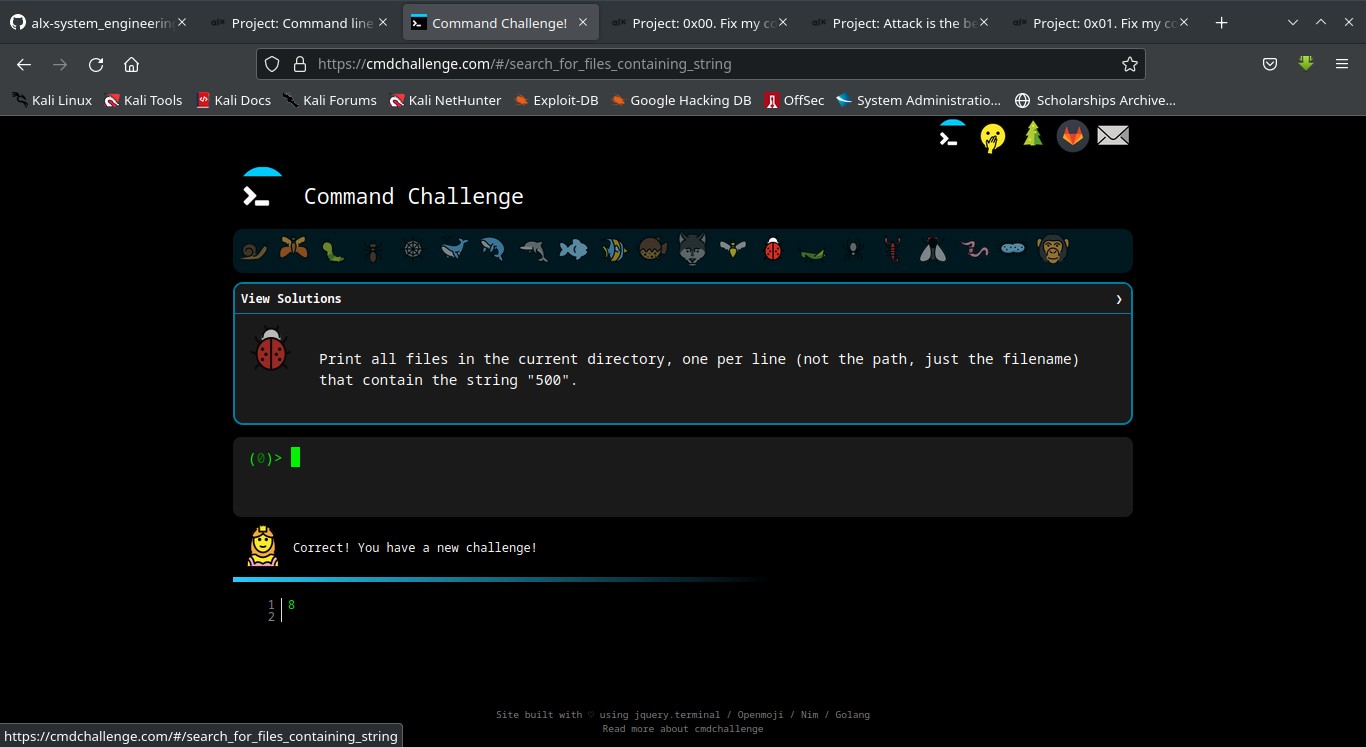 alx-system_engineerin
Project: Command line
Command Challenge!
Project: 0x00. Fix my co
Project: Attack is the be
Project: 0x01. Fix my co
https://cmdchallenge.com/#/search_for_files_containing_string
Kali Linux
Kali Tools
Kali Docs
Kali Forums
Kali NetHunter
Exploit-DB
Google Hacking DB
OffSec
System Administratio...
Scholarships Archive...
Command Challenge
View Solutions
Print all files in the current directory, one per line (not the path, just the filename)
that contain the string "500".
(0)>
Correct! You have a new challenge!
1 8
2
Site built with ♡ using jquery.terminal / Openmoji / Nim / Golang
Read more about cmdchallenge
https://cmdchallenge.com/#/search_for_files_containing_string